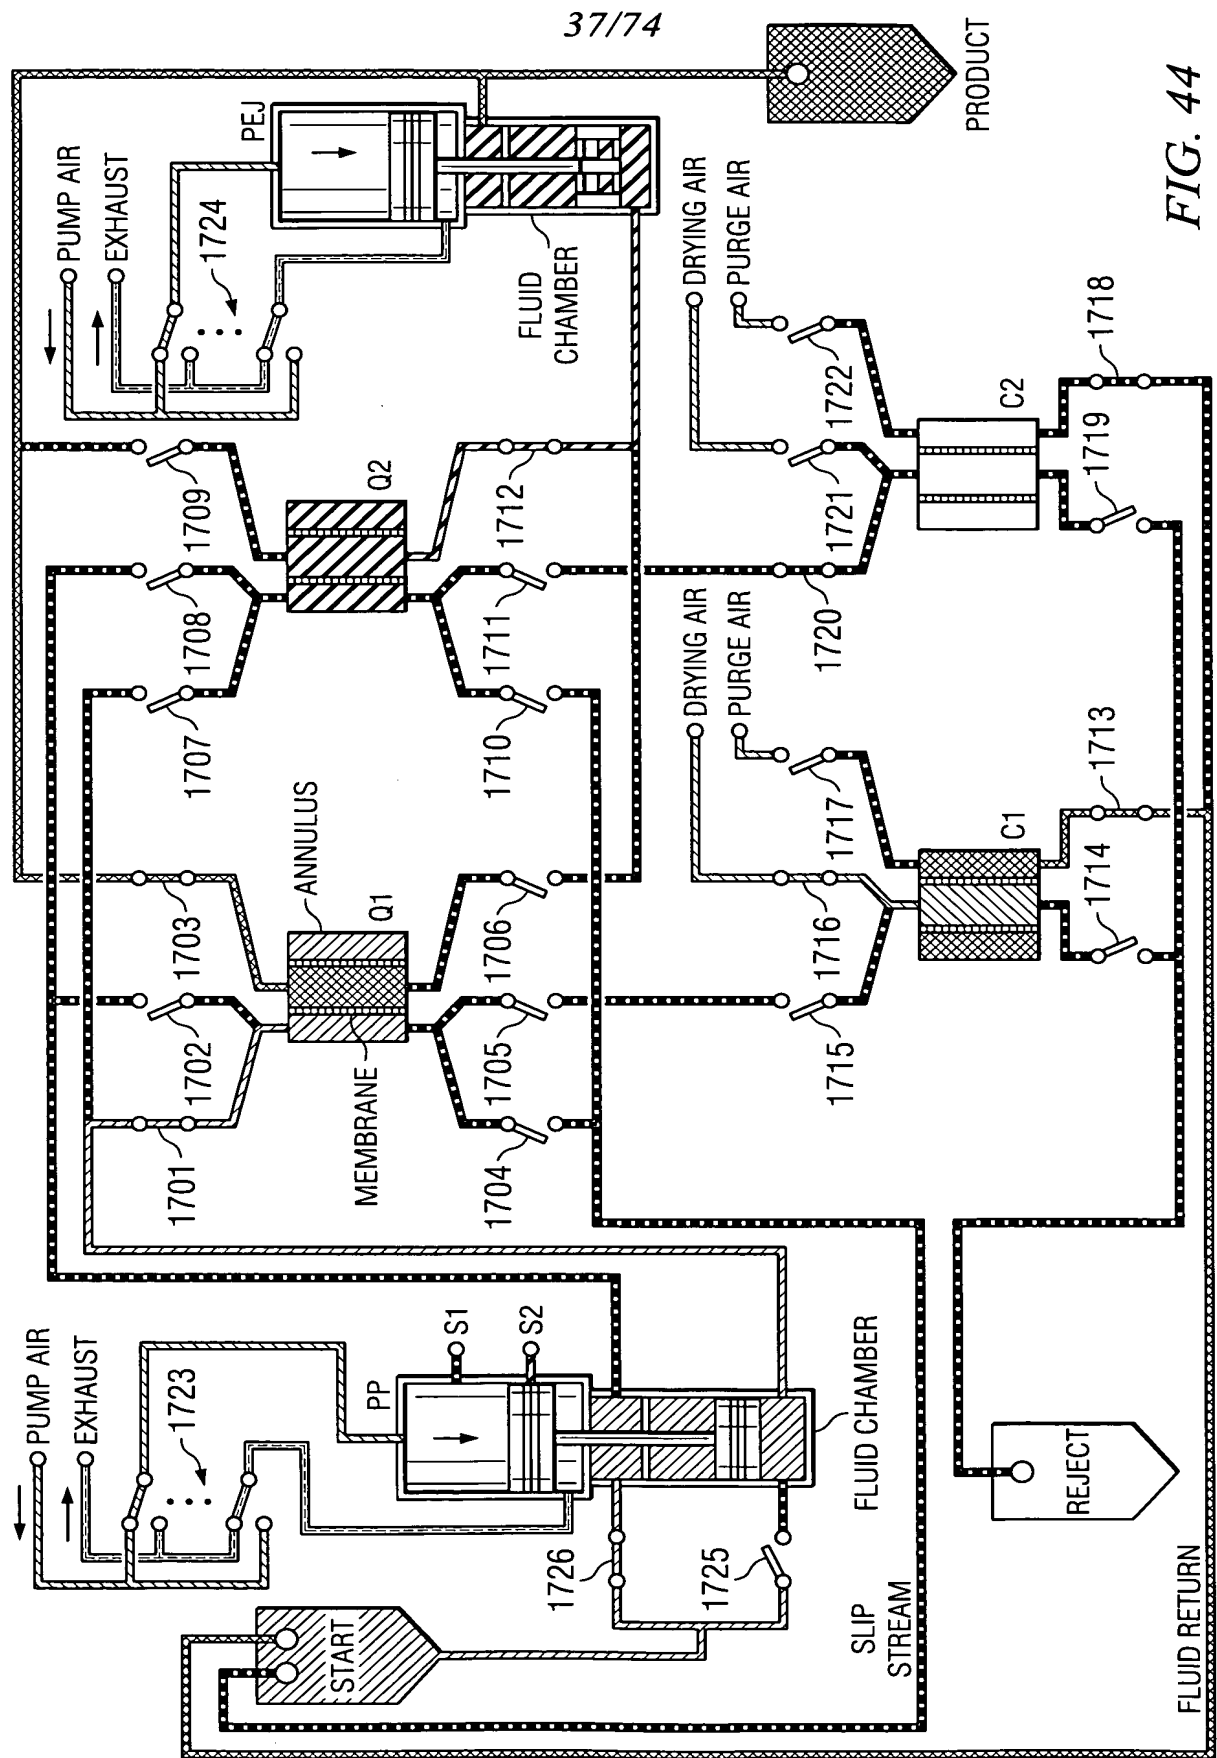 37/74
PUMP AIR
EXHAUST
1724
PEJ
FLUID
CHAMBER
PRODUCT
1709
1708
1707
Q2
1712
1711
1710
DRYING AIR
PURGE AIR
1722
1721
1720
C2
1718
1719
1703
1702
1701
ANNULUS
MEMBRANE
Q1
1706
1705
1704
DRYING AIR
PURGE AIR
1717
1716
1715
C1
1713
1714
PUMP AIR
EXHAUST
1723
PP
S1
S2
FLUID CHAMBER
1726
1725
START
SLIP
STREAM
REJECT
FLUID RETURN
FIG. 44